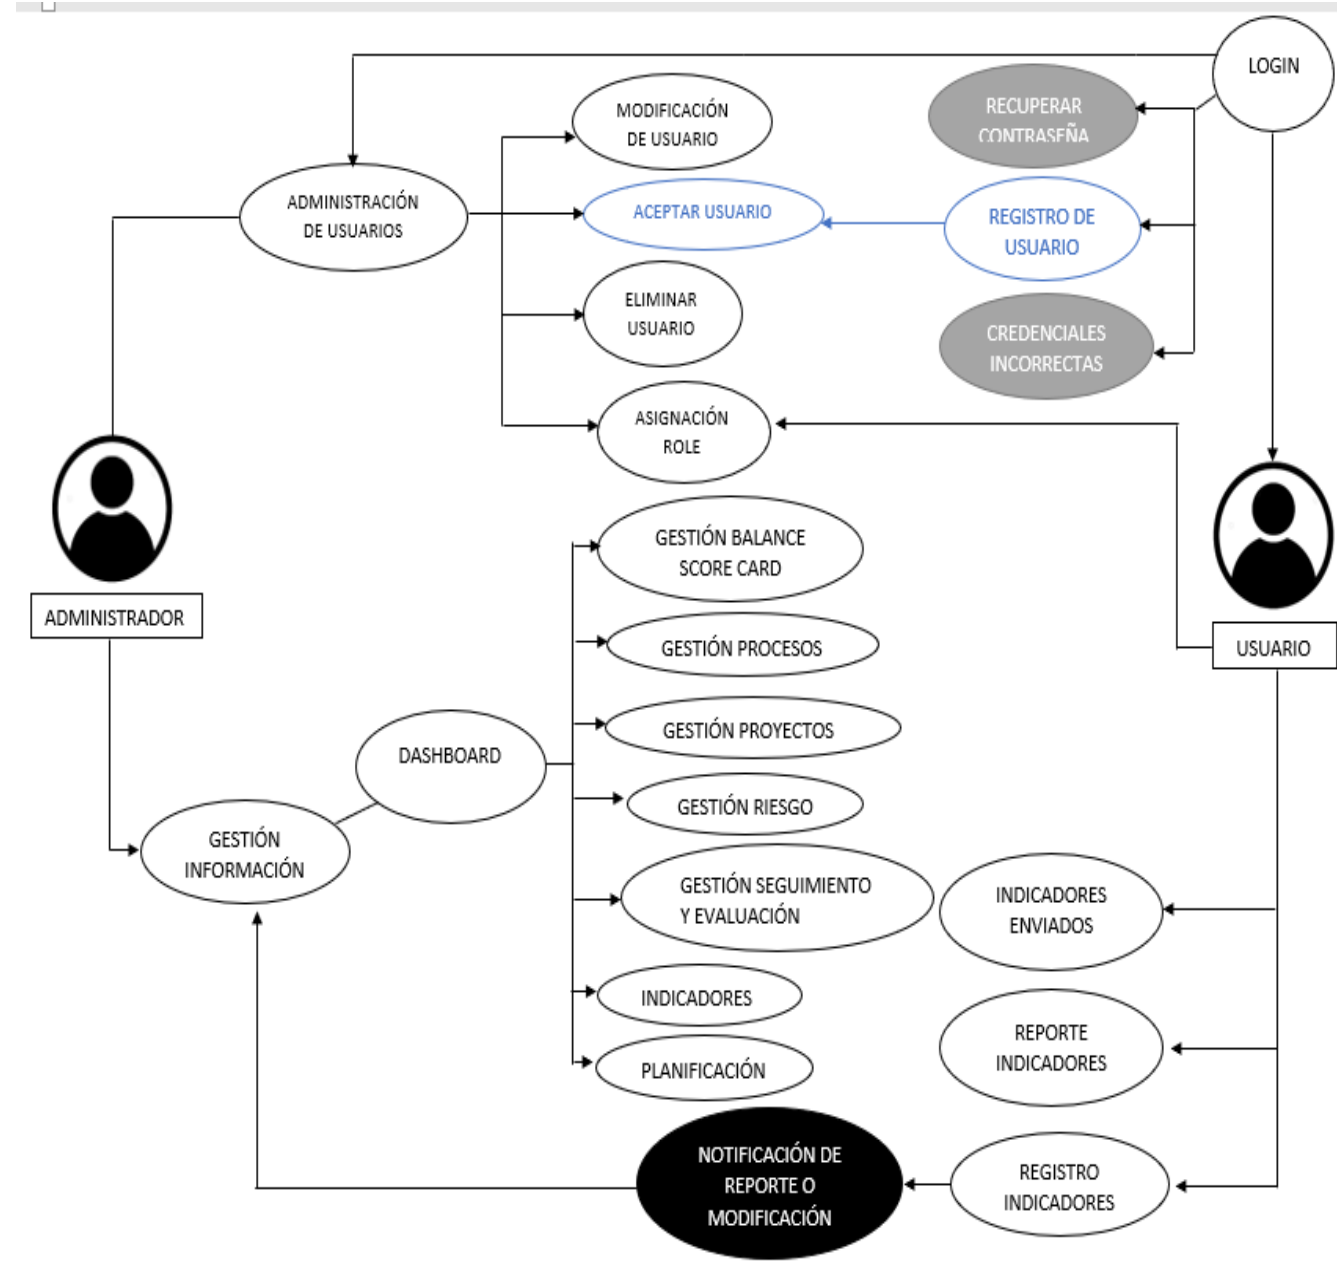 LOGIN
RECUPERAR
CONTRASEÑA
MODIFICACIÓN
DE USUARIO
ADMINISTRACIÓN
DE USUARIOS
ACEPTAR USUARIO
REGISTRO DE
USUARIO
ELIMINAR
USUARIO
CREDENCIALES
INCORRECTAS
ASIGNACIÓN
ROLE
GESTIÓN BALANCE
SCORE CARD
ADMINISTRADOR
GESTIÓN PROCESOS
USUARIO
GESTIÓN PROYECTOS
DASHBOARD
GESTIÓN RIESGO
GESTIÓN
INFORMACIÓN
GESTIÓN SEGUIMIENTO
Y EVALUACIÓN
INDICADORES
ENVIADOS
INDICADORES
REPORTE
INDICADORES
PLANIFICACIÓN
NOTIFICACIÓN DE
REPORTE O
MODIFICACIÓN
REGISTRO
INDICADORES